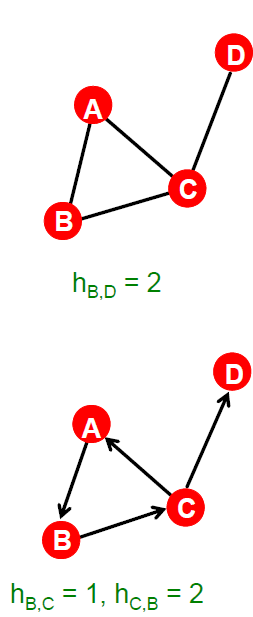 D
A
C
B
h_B,D = 2
D
A
C
B
h_B,C = 1, h_C,B = 2